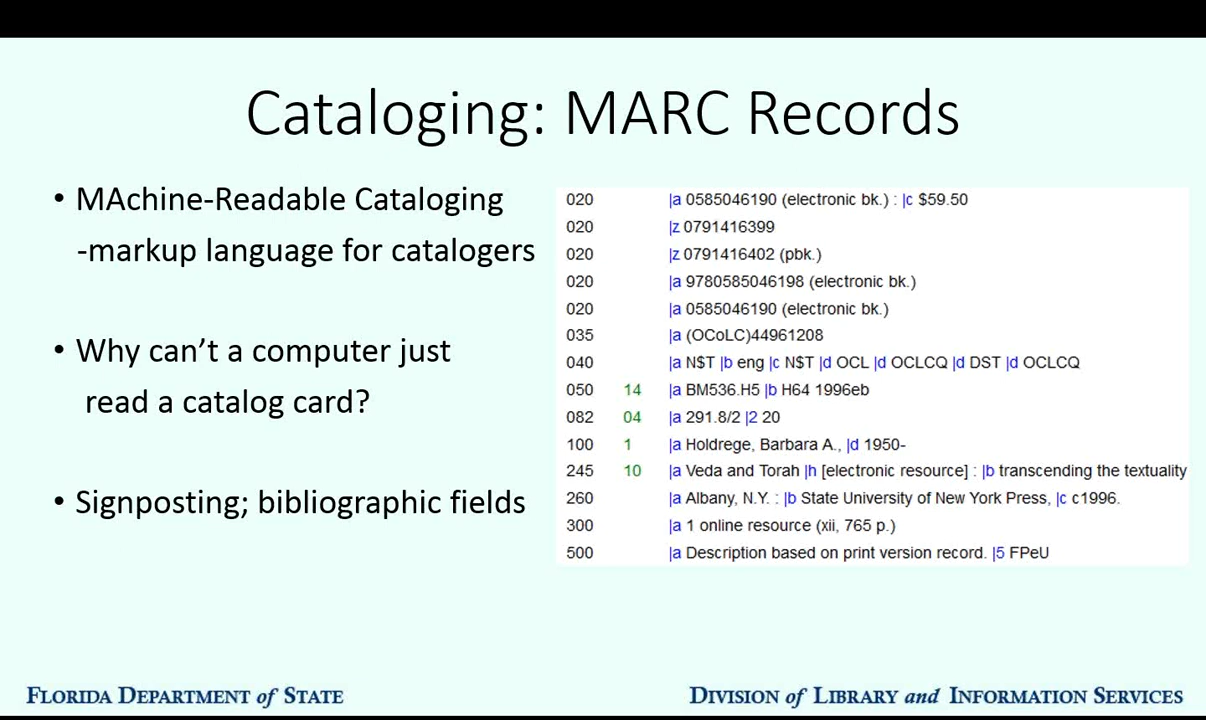 Cataloging: MARC Records
• MAchine-Readable Cataloging
-markup language for catalogers
• Why can’t a computer just
read a catalog card?
• Signposting; bibliographic fields
020 |a 0585046190 (electronic bk.) : |c $59.50
020 |z 0791416399
020 |z 0791416402 (pbk.)
020 |a 9780585046198 (electronic bk.)
020 |a 0585046190 (electronic bk.)
035 |a (OCoLC)44961208
040 |a N$T |b eng |c N$T |d OCL |d OCLCQ |d DST |d OCLCQ
050 14 |a BM536.H5 |b H64 1996eb
082 04 |a 291.8/2 |2 20
100 1 |a Holdrege, Barbara A., |d 1950-
245 10 |a Veda and Torah |h [electronic resource] : |b transcending the textuality
260 |a Albany, N.Y. : |b State University of New York Press, |c c1996.
300 |a 1 online resource (xii, 765 p.)
500 |a Description based on print version record. |5 FPeU
FLORIDA DEPARTMENT of STATE
DIVISION of LIBRARY and INFORMATION SERVICES